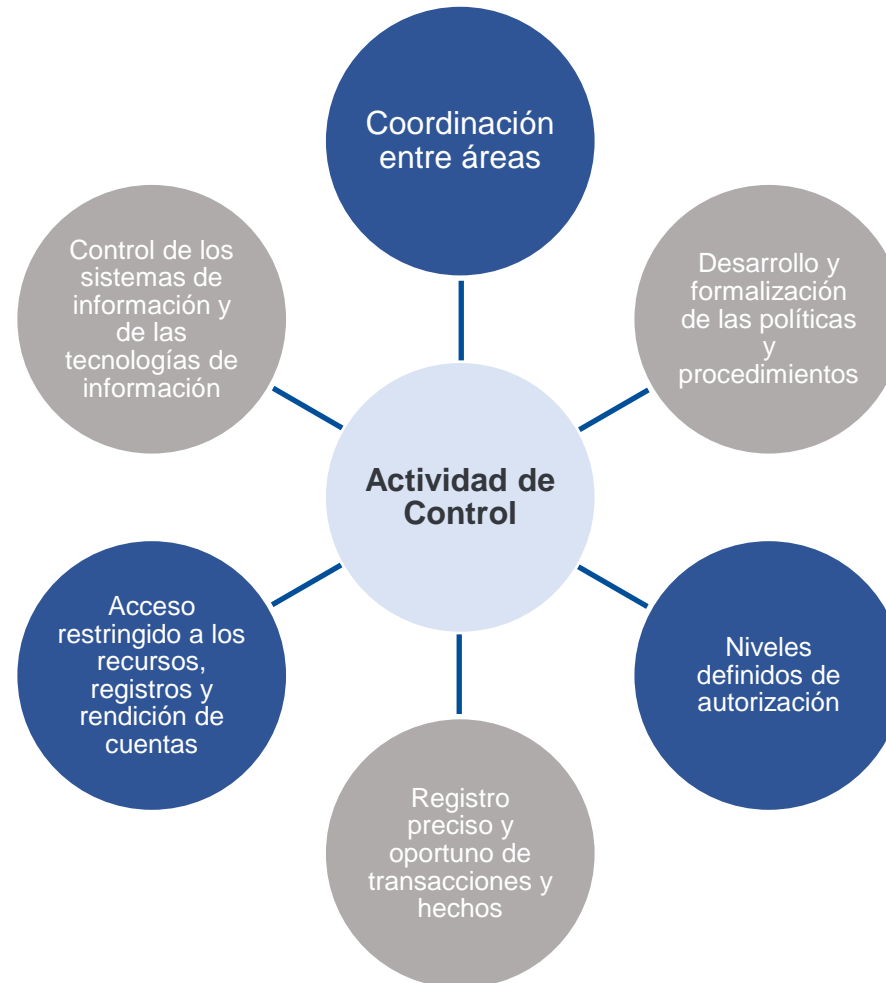 Coordinación
entre áreas
Desarrollo y
formalización
de las políticas
y
procedimientos
Niveles
definidos de
autorización
Registro
preciso y
oportuno de
transacciones y
hechos
Acceso
restringido a los
recursos,
registros y
rendición de
cuentas
Control de los
sistemas de
información y
de las
tecnologías de
información
Actividad de
Control